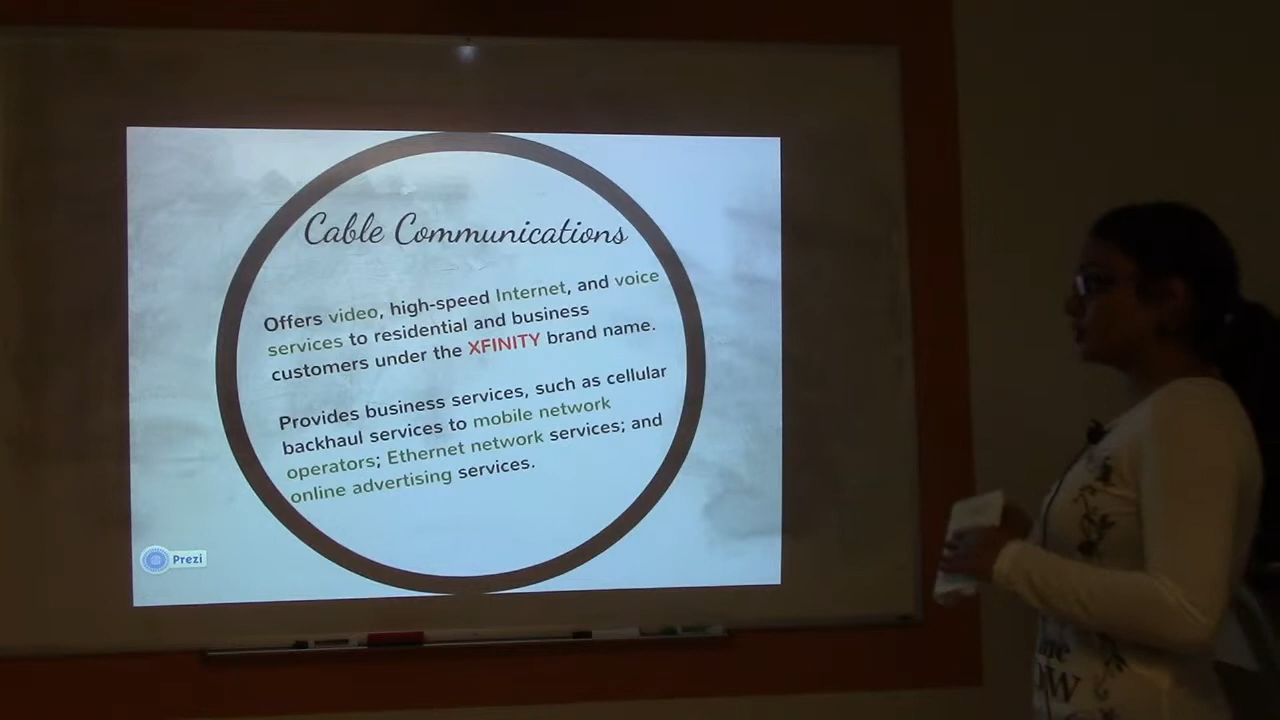 Cable Communications
Offers video, high-speed Internet, and voice
services to residential and business
customers under the XFINITY brand name.
Provides business services, such as cellular
backhaul services to mobile network
operators; Ethernet network services; and
online advertising services.
Prezi